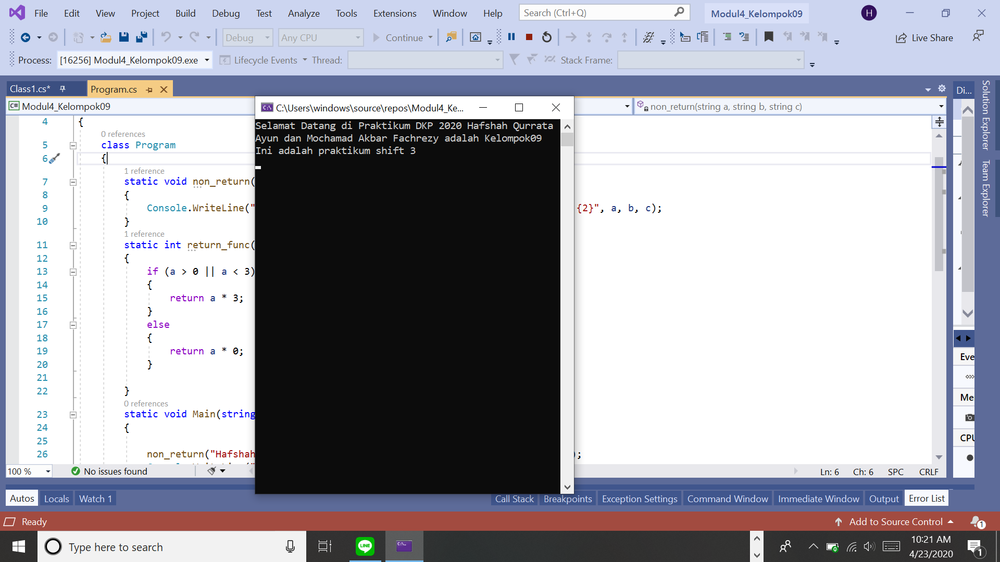 File Edit View Project Build Debug Test Analyze Tools Extensions Window Help Search (Ctrl+Q) Modul4_Kelompok09 H
Debug Any CPU Continue Live Share
Process: [16256] Modul4_Kelompok09.exe Lifecycle Events Thread: Stack Frame:
Class1.cs* Program.cs Di...
C# Modul4_Kelompok09 non_return(string a, string b, string c)
Solution Explorer
Team Explorer
C:\Users\windows\source\repos\Modul4_Ke...
Selamat Datang di Praktikum DKP 2020 Hafshah Qurrata
Ayun dan Mochamad Akbar Fachrezy adalah Kelompok09
Ini adalah praktikum shift 3
4 {
0 references
5 class Program
6 {
1 reference
7 static void non_return(
8 {
9 Console.WriteLine(" {2}", a, b, c);
10 }
1 reference
11 static int return_func(
12 {
13 if (a > 0 || a < 3)
14 {
15 return a * 3;
16 }
17 else
18 {
19 return a * 0;
20 }
21
22 }
0 references
23 static void Main(string
24 {
25
26 non_return("Hafshah );
Eve
Me
CPU
100 % No issues found Ln: 6 Ch: 6 SPC CRLF
Autos Locals Watch 1 Call Stack Breakpoints Exception Settings Command Window Immediate Window Output Error List
Ready Add to Source Control 1
Type here to search LINE 10:21 AM
4/23/2020 1